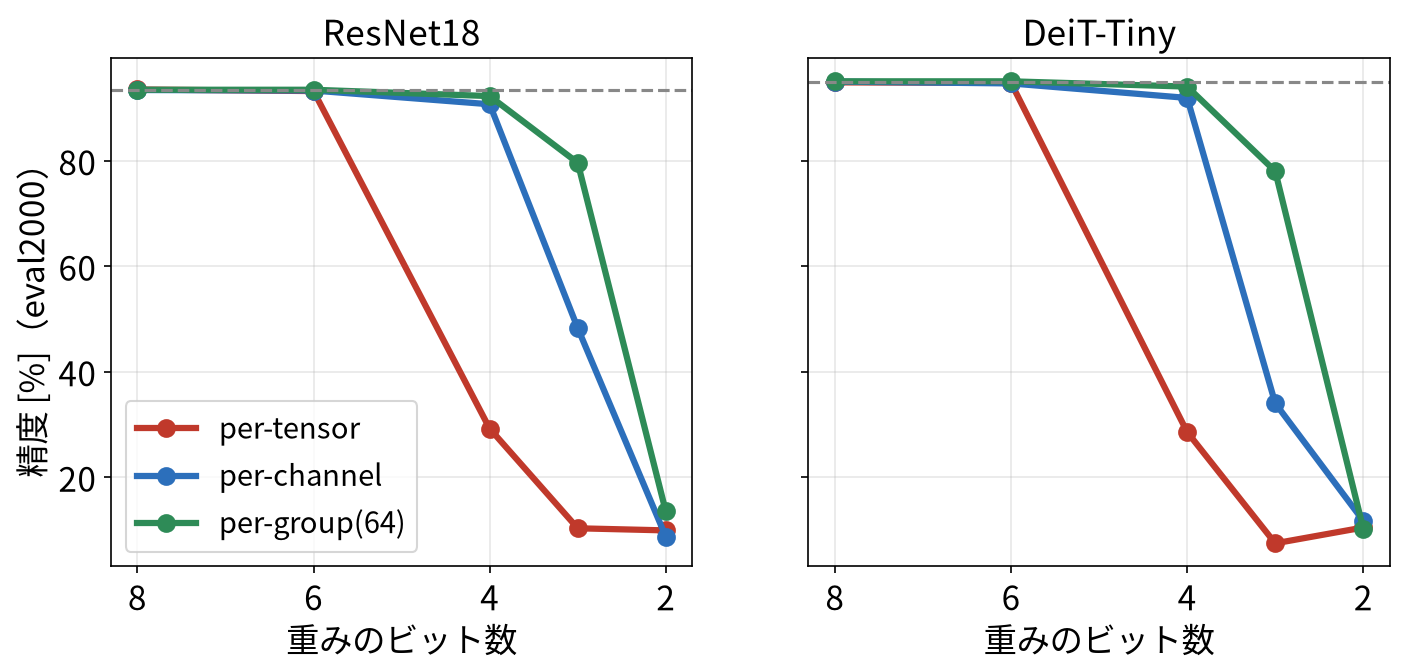 ResNet18
DeiT-Tiny
精度 [%] （eval2000）
80
60
40
20
per-tensor
per-channel
per-group(64)
8 6 4 2
8 6 4 2
重みのビット数
重みのビット数